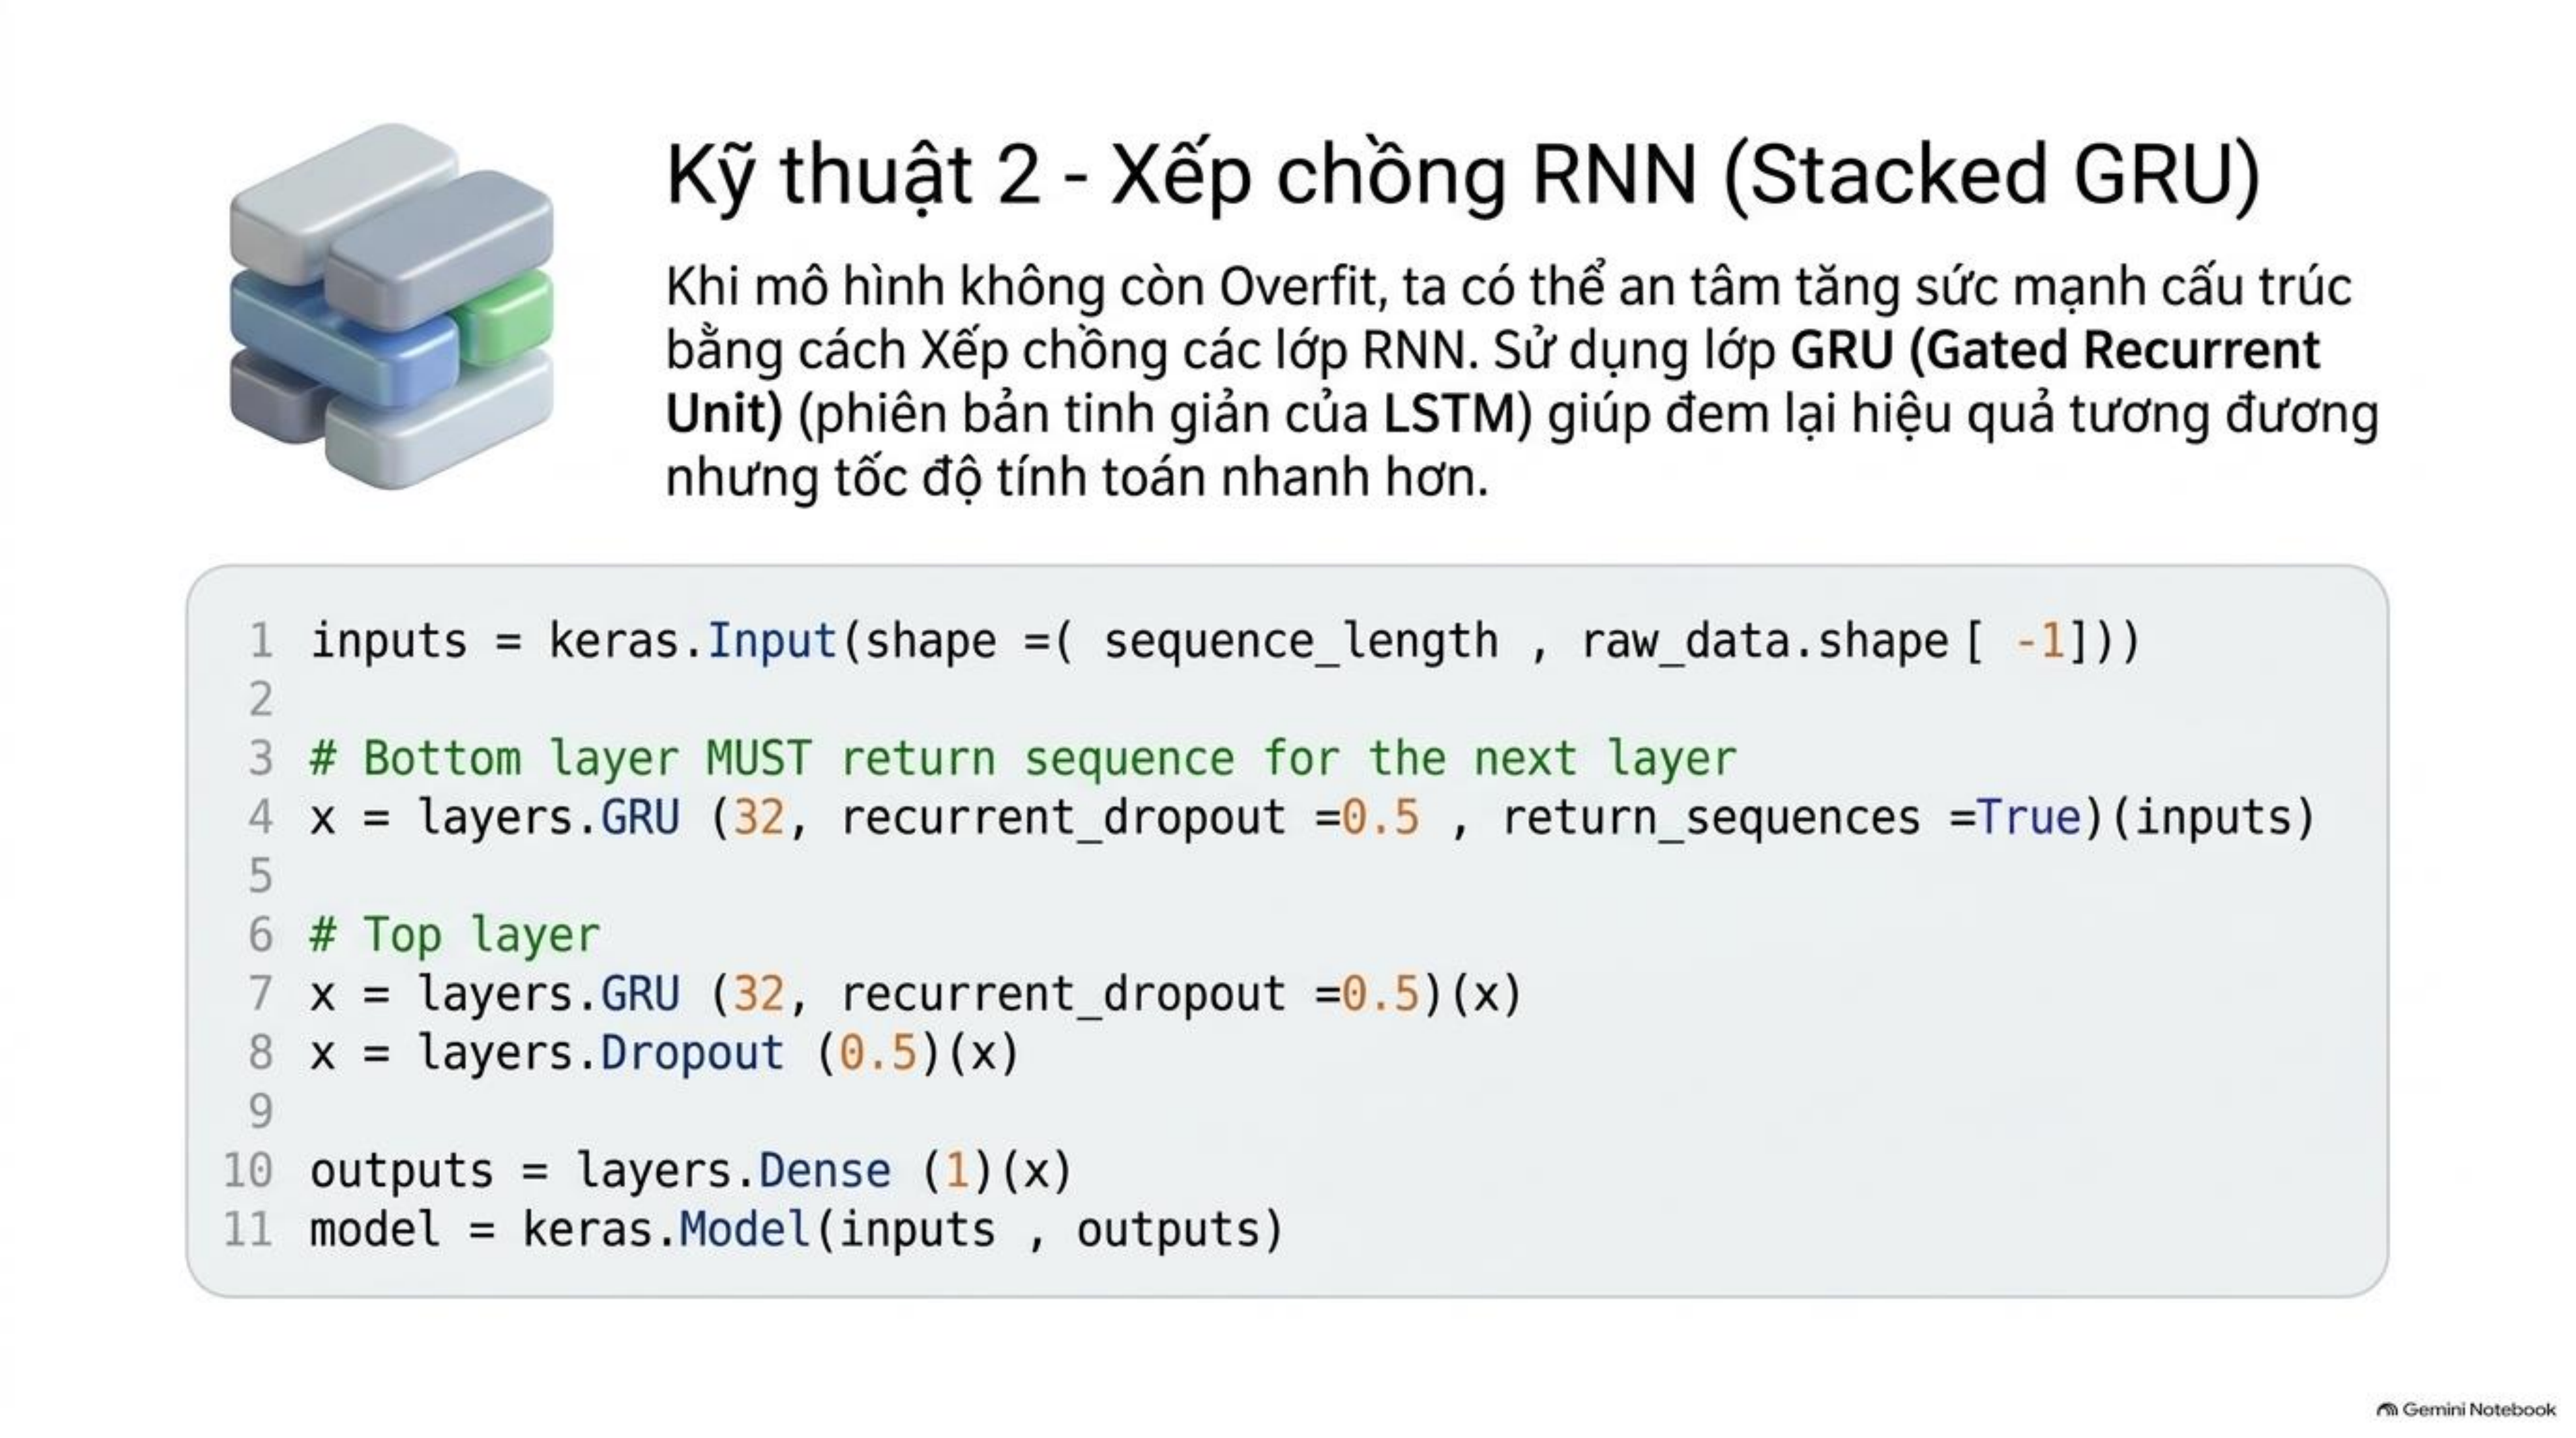 Kỹ thuật 2 - Xếp chồng RNN (Stacked GRU)
Khi mô hình không còn Overfit, ta có thể an tâm tăng sức mạnh cấu trúc
bằng cách Xếp chồng các lớp RNN. Sử dụng lớp GRU (Gated Recurrent
Unit) (phiên bản tinh giản của LSTM) giúp đem lại hiệu quả tương đương
nhưng tốc độ tính toán nhanh hơn.
1 inputs = keras.Input(shape =( sequence_length , raw_data.shape [ -1]))
2
3 # Bottom layer MUST return sequence for the next layer
4 x = layers.GRU (32, recurrent_dropout =0.5 , return_sequences =True)(inputs)
5
6 # Top layer
7 x = layers.GRU (32, recurrent_dropout =0.5)(x)
8 x = layers.Dropout (0.5)(x)
9
10 outputs = layers.Dense (1)(x)
11 model = keras.Model(inputs , outputs)
Gemini Notebook